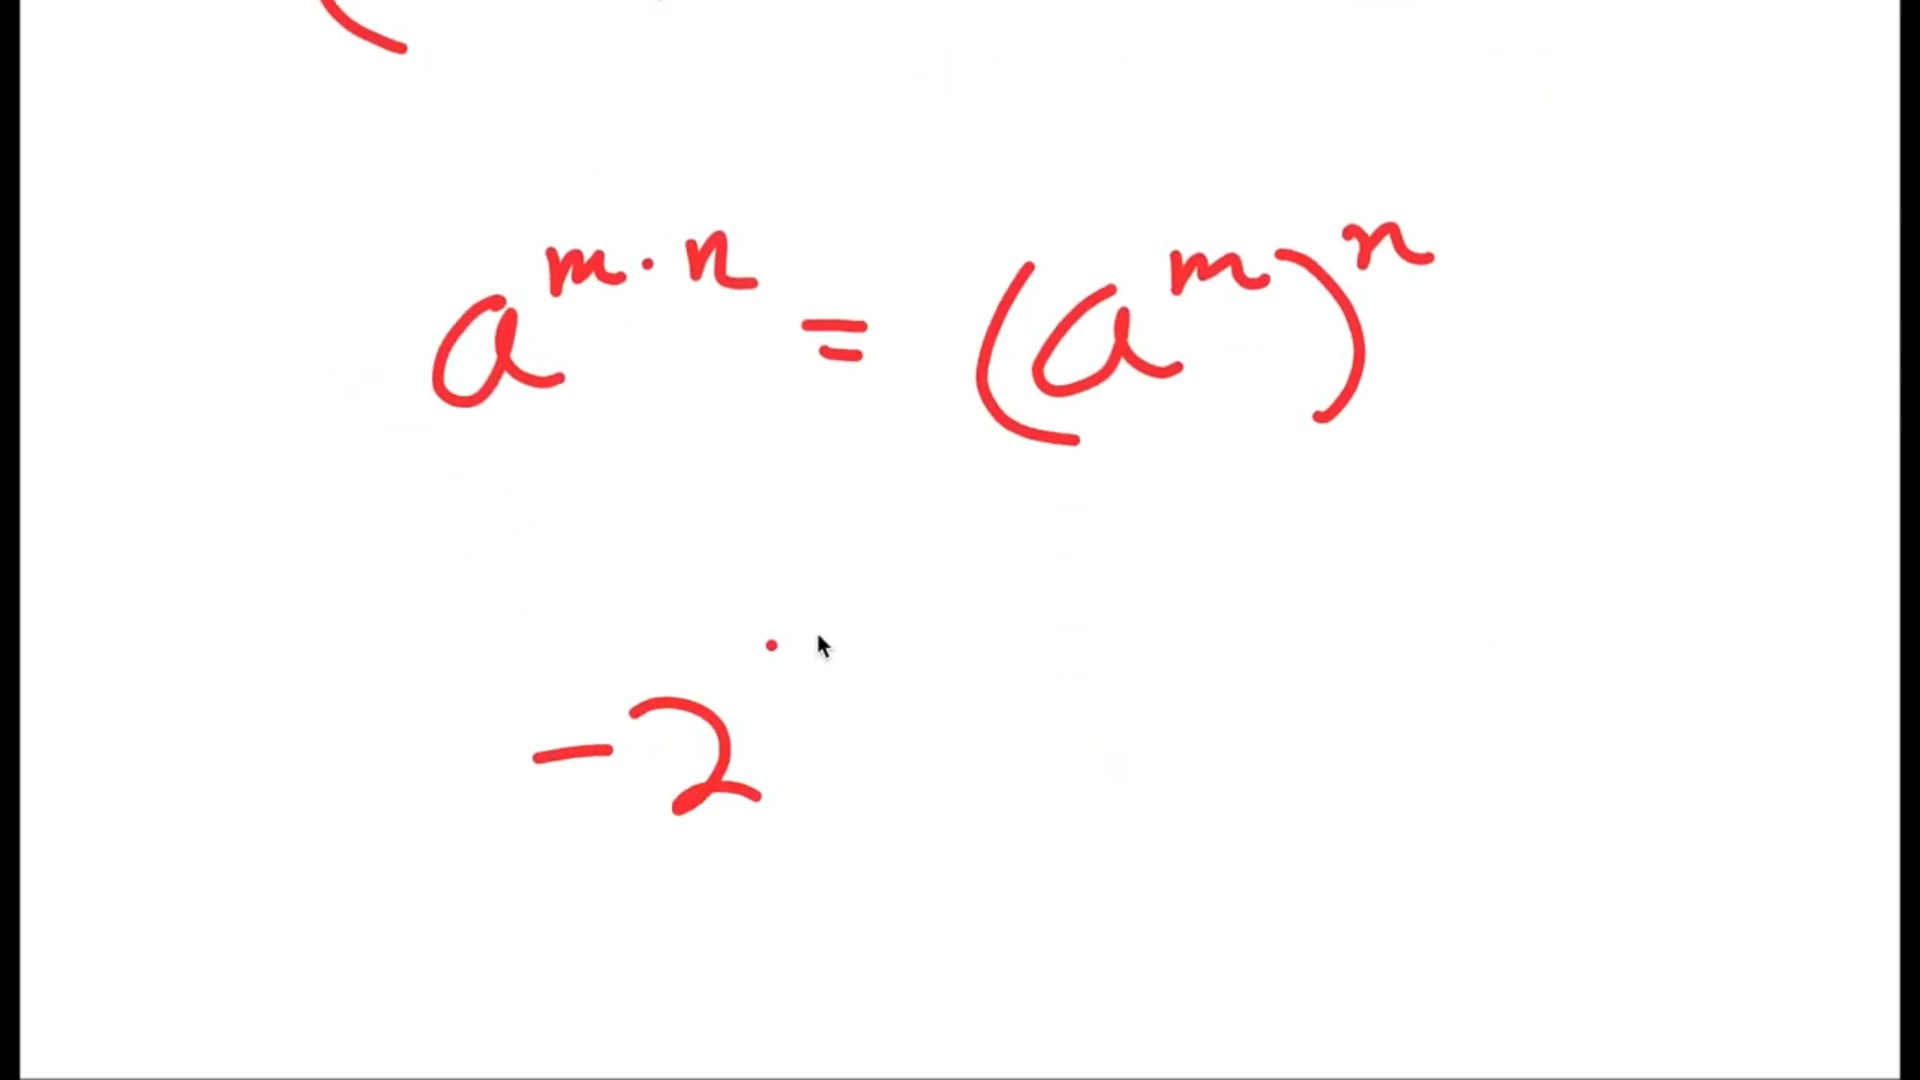 a^{m·n} = (a^m)^n
-2